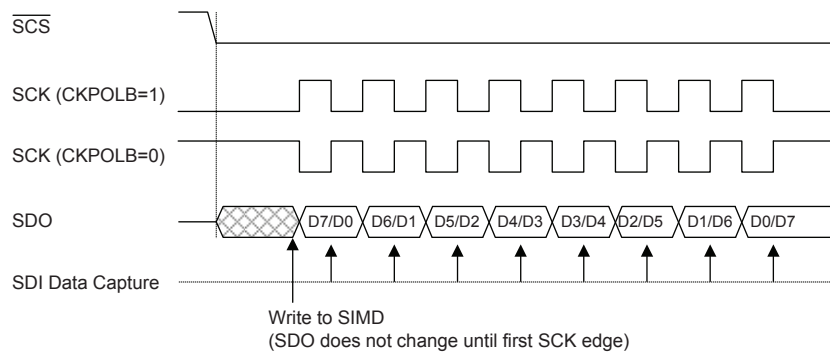 SCS
SCK (CKPOLB=1)
SCK (CKPOLB=0)
SDO
D7/D0 D6/D1 D5/D2 D4/D3 D3/D4 D2/D5 D1/D6 D0/D7
SDI Data Capture
Write to SIMD
(SDO does not change until first SCK edge)